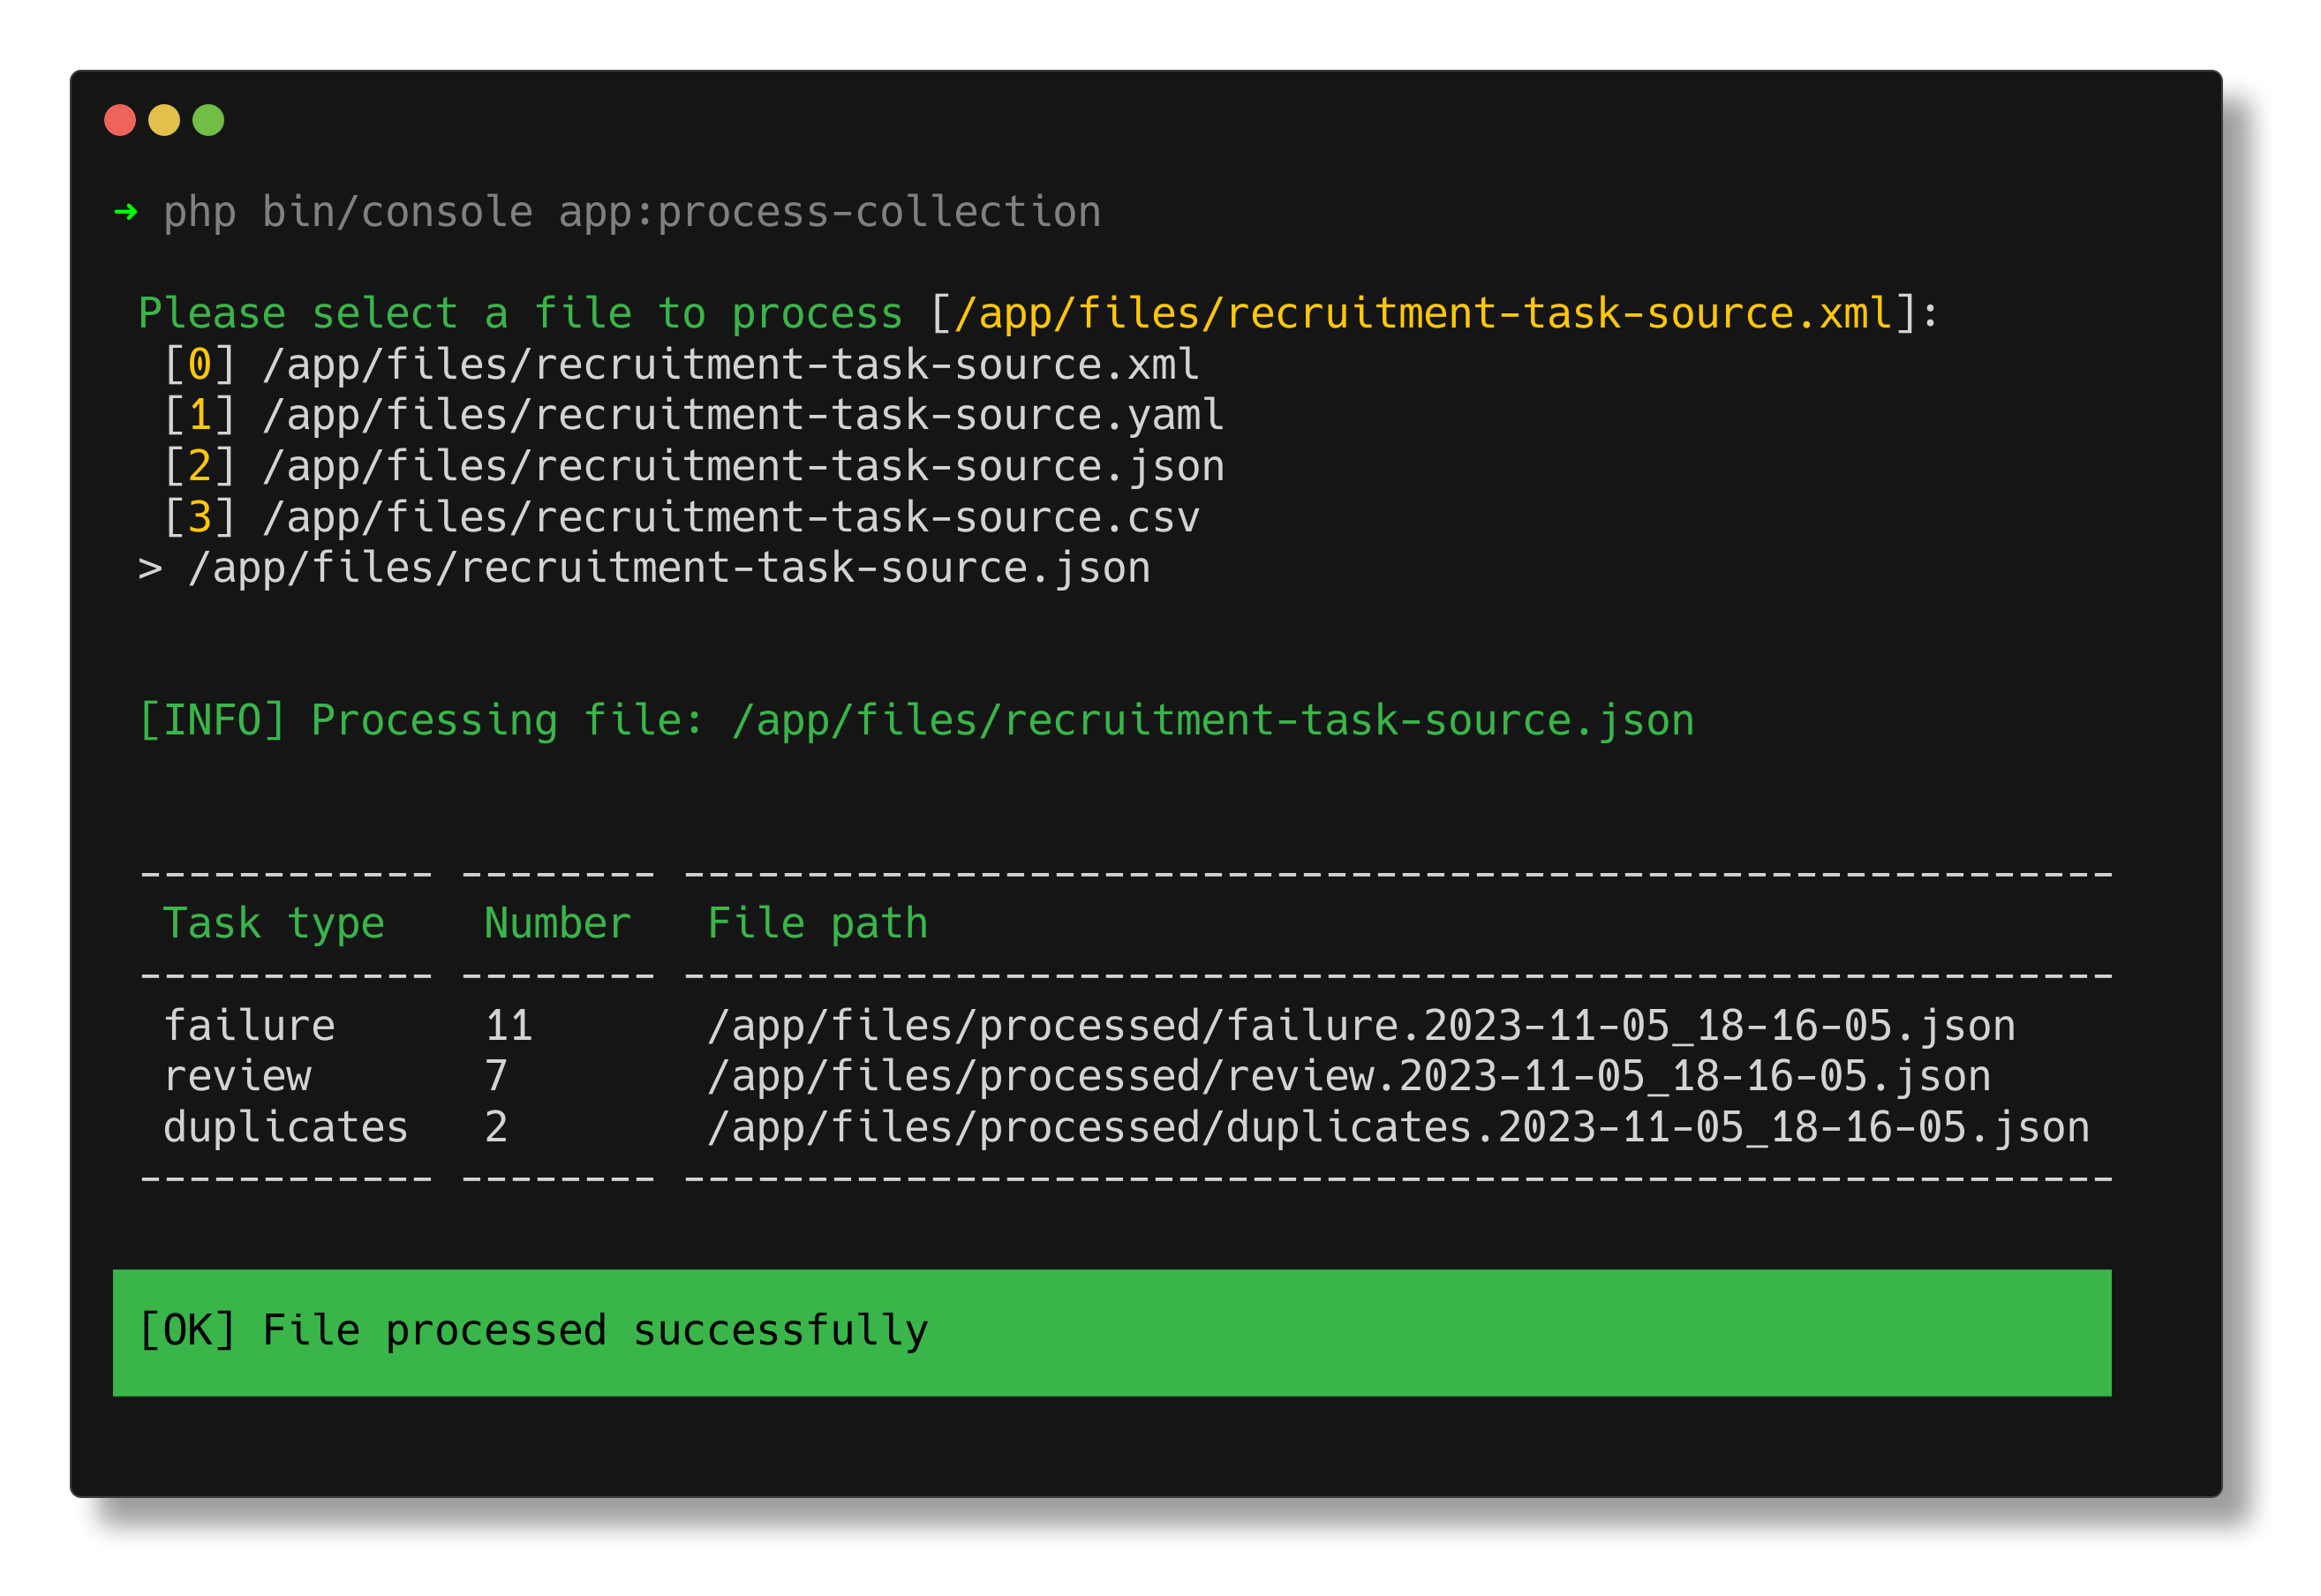 ➜ php bin/console app:process-collection
Please select a file to process [/app/files/recruitment-task-source.xml]:
[0] /app/files/recruitment-task-source.xml
[1] /app/files/recruitment-task-source.yaml
[2] /app/files/recruitment-task-source.json
[3] /app/files/recruitment-task-source.csv
> /app/files/recruitment-task-source.json
[INFO] Processing file: /app/files/recruitment-task-source.json
------------ -------- ----------------------------------------------------------
Task type Number File path
------------ -------- ----------------------------------------------------------
failure 11 /app/files/processed/failure.2023-11-05_18-16-05.json
review 7 /app/files/processed/review.2023-11-05_18-16-05.json
duplicates 2 /app/files/processed/duplicates.2023-11-05_18-16-05.json
------------ -------- ----------------------------------------------------------
[OK] File processed successfully